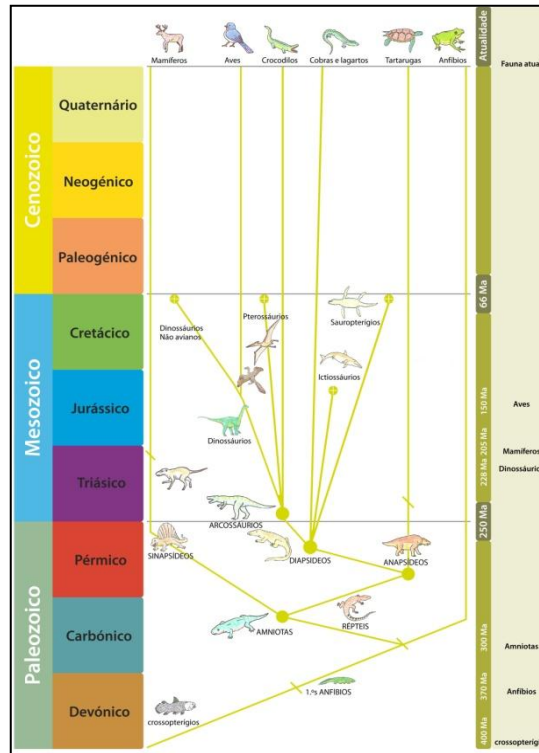 Mamíferos
Aves
Crocodilos
Cobras e lagartos
Tartarugas
Anfíbios
Atualidade
Fauna atual
Cenozoico
Quaternário
Neogénico
Paleogénico
66 Ma
Mesozoico
Cretácico
Dinossáurios
Não avianos
Pterossáurios
Sauropterígios
Ictiossáurios
Jurássico
Dinossáurios
150 Ma
Aves
205 Ma
Mamíferos
Triásico
228 Ma
Dinossáurio
ARCOSSÁURIOS
250 Ma
Paleozoico
Pérmico
SINAPSÍDEOS
DIAPSIDEOS
ANAPSÍDEOS
Carbónico
AMNIOTAS
RÉPTEIS
300 Ma
Amniotas
1.ºs ANFÍBIOS
370 Ma
Anfíbios
Devónico
crossopterígios
400 Ma
crossopteríg